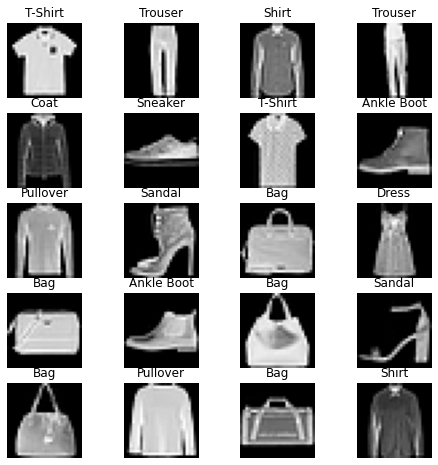 T-Shirt Trouser Shirt Trouser
Coat Sneaker T-Shirt Ankle Boot
Pullover Sandal Bag Dress
Bag Ankle Boot Bag Sandal
Bag Pullover Bag Shirt